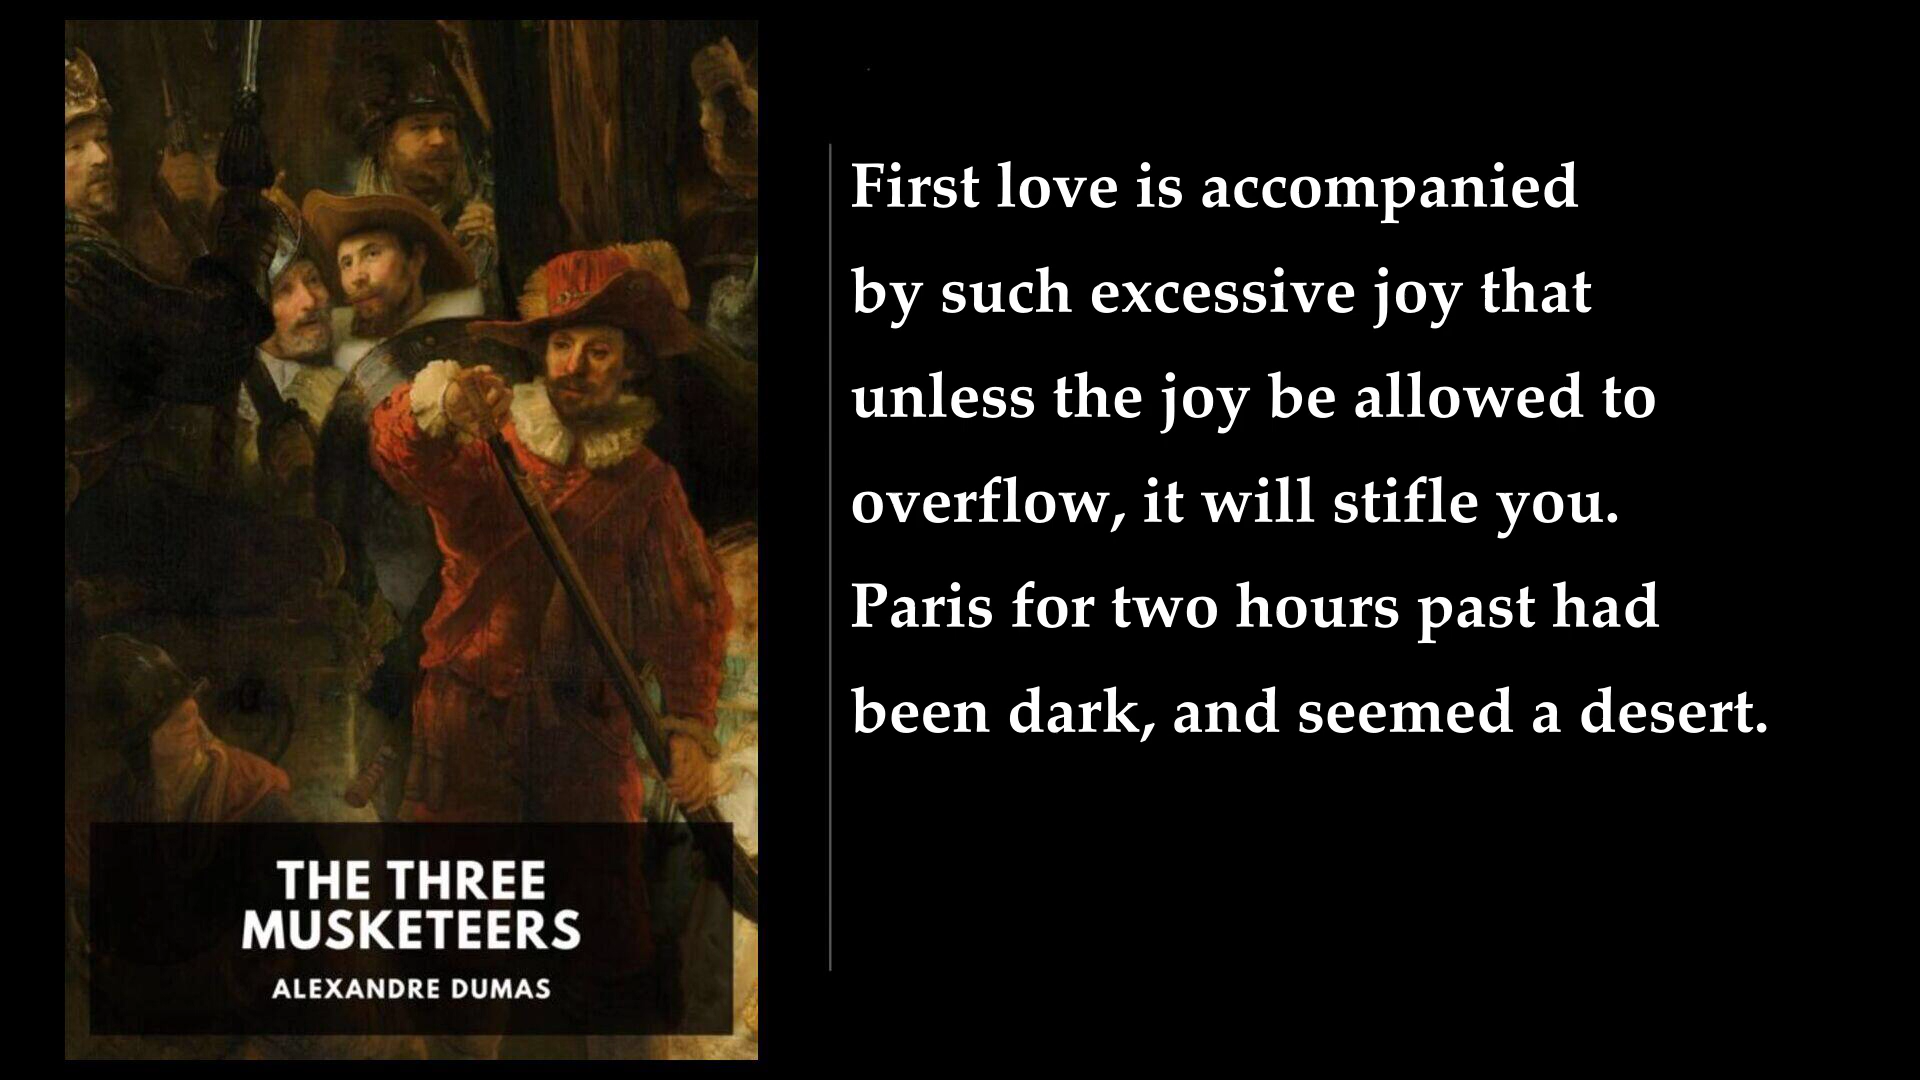 THE THREE
MUSKETEERS
ALEXANDRE DUMAS
First love is accompanied
by such excessive joy that
unless the joy be allowed to
overflow, it will stifle you.
Paris for two hours past had
been dark, and seemed a desert.